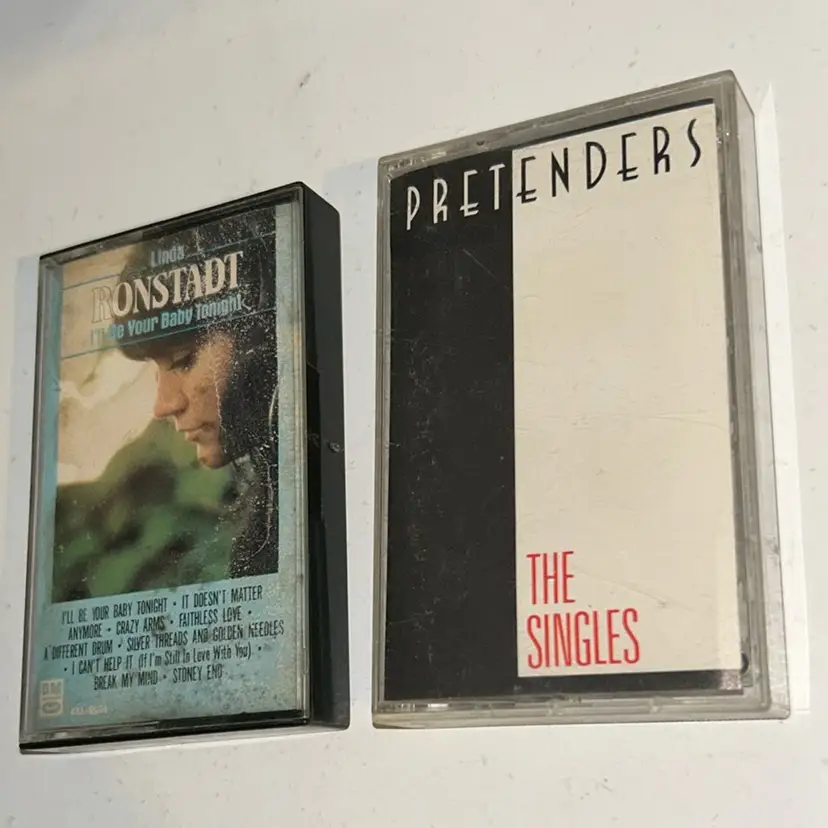 Linda
RONSTADT
I'll Be Your Baby Tonight
I'LL BE YOUR BABY TONIGHT • IT DOESN'T MATTER
ANYMORE • CRAZY ARMS • FAITHLESS LOVE •
A DIFFERENT DRUM • SILVER THREADS AND GOLDEN NEEDLES
• I CAN'T HELP IT (If I'm Still In Love With You) •
BREAK MY MIND • STONEY END
PRETENDERS
THE
SINGLES